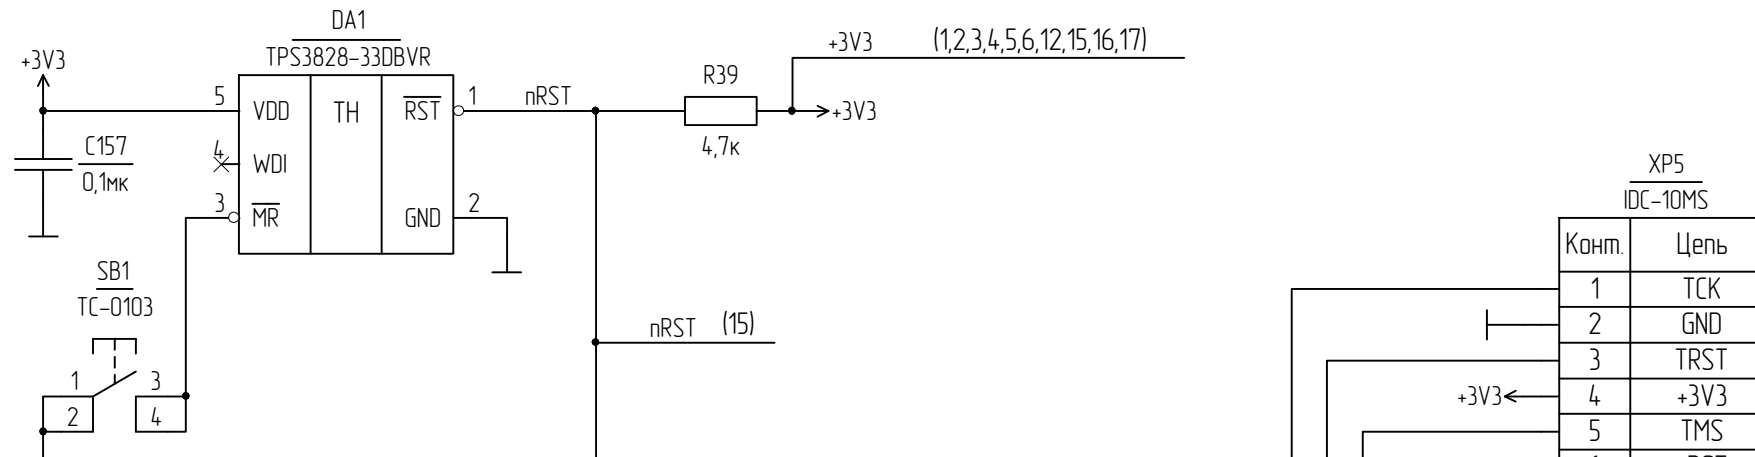 DA1
TPS3828-33DBVR
+3V3
5
VDD
TH
RST
1
nRST
4
WDI
3
MR
GND
2
C157
0,1мк
R39
4,7к
+3V3 (1,2,3,4,5,6,12,15,16,17)
+3V3
SB1
TC-0103
1
3
2
4
nRST (15)
XP5
IDC-10MS
Конт. Цепь
1 TCK
2 GND
3 TRST
+3V3 4 +3V3
5 TMS